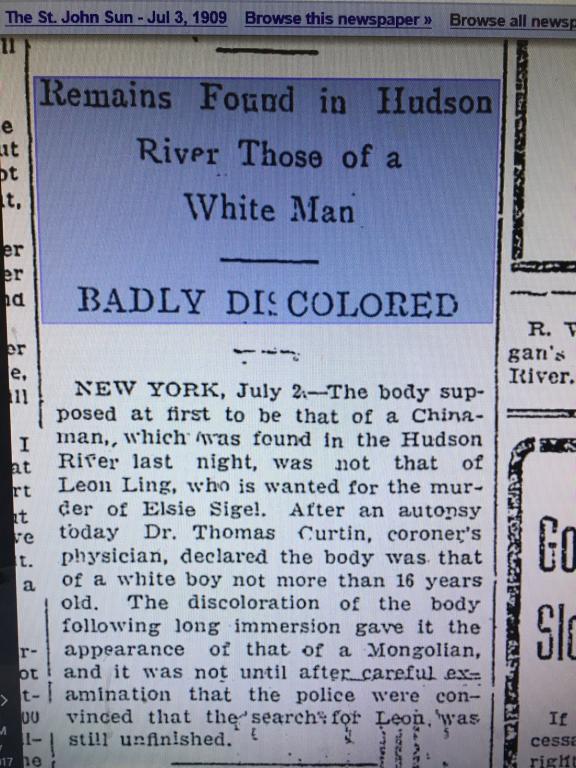 The St. John Sun - Jul 3, 1909 Browse this newspaper » Browse all newsp
Remains Found in Hudson
River Those of a
White Man
BADLY DISCOLORED
NEW YORK, July 2.—The body sup-
posed at first to be that of a China-
man, which was found in the Hudson
River last night, was not that of
Leon Ling, who is wanted for the mur-
der of Elsie Sigel. After an autopsy
today Dr. Thomas Curtin, coroner's
physician, declared the body was that
of a white boy not more than 16 years
old. The discoloration of the body
following long immersion gave it the
appearance of that of a Mongolian,
and it was not until after careful ex-
amination that the police were con-
vinced that the search for Leon was
still unfinished.
R.
gan's
River.
If
cessa